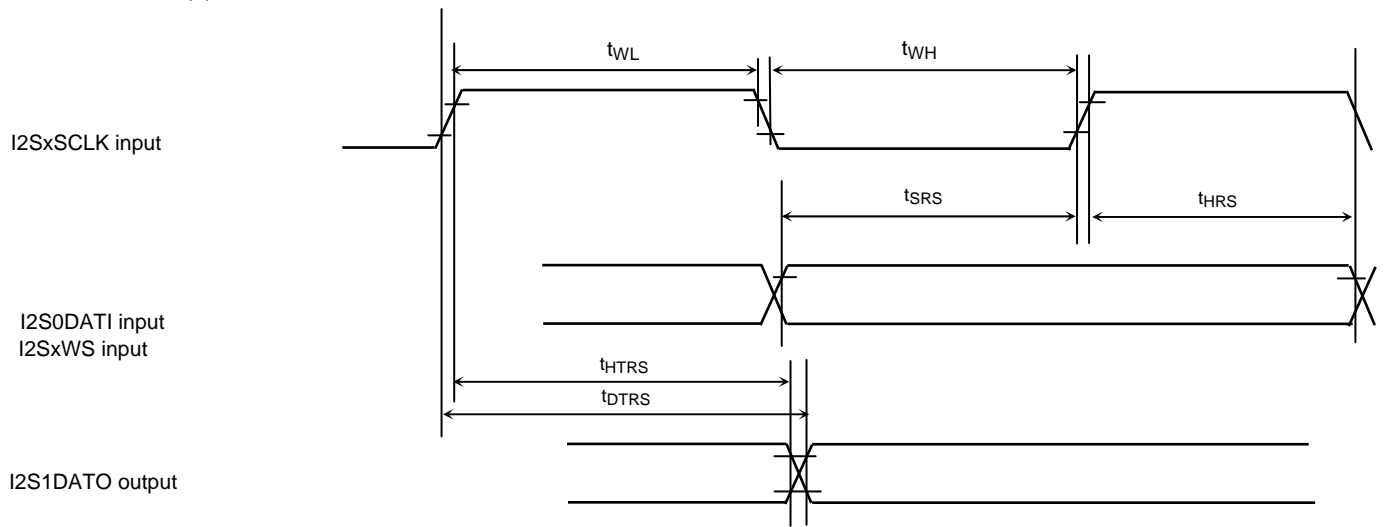 tWL
tWH
I2SxSCLK input
tSRS
tHRS
I2S0DATI input
I2SxWS input
tHTRS
tDTRS
I2S1DATO output